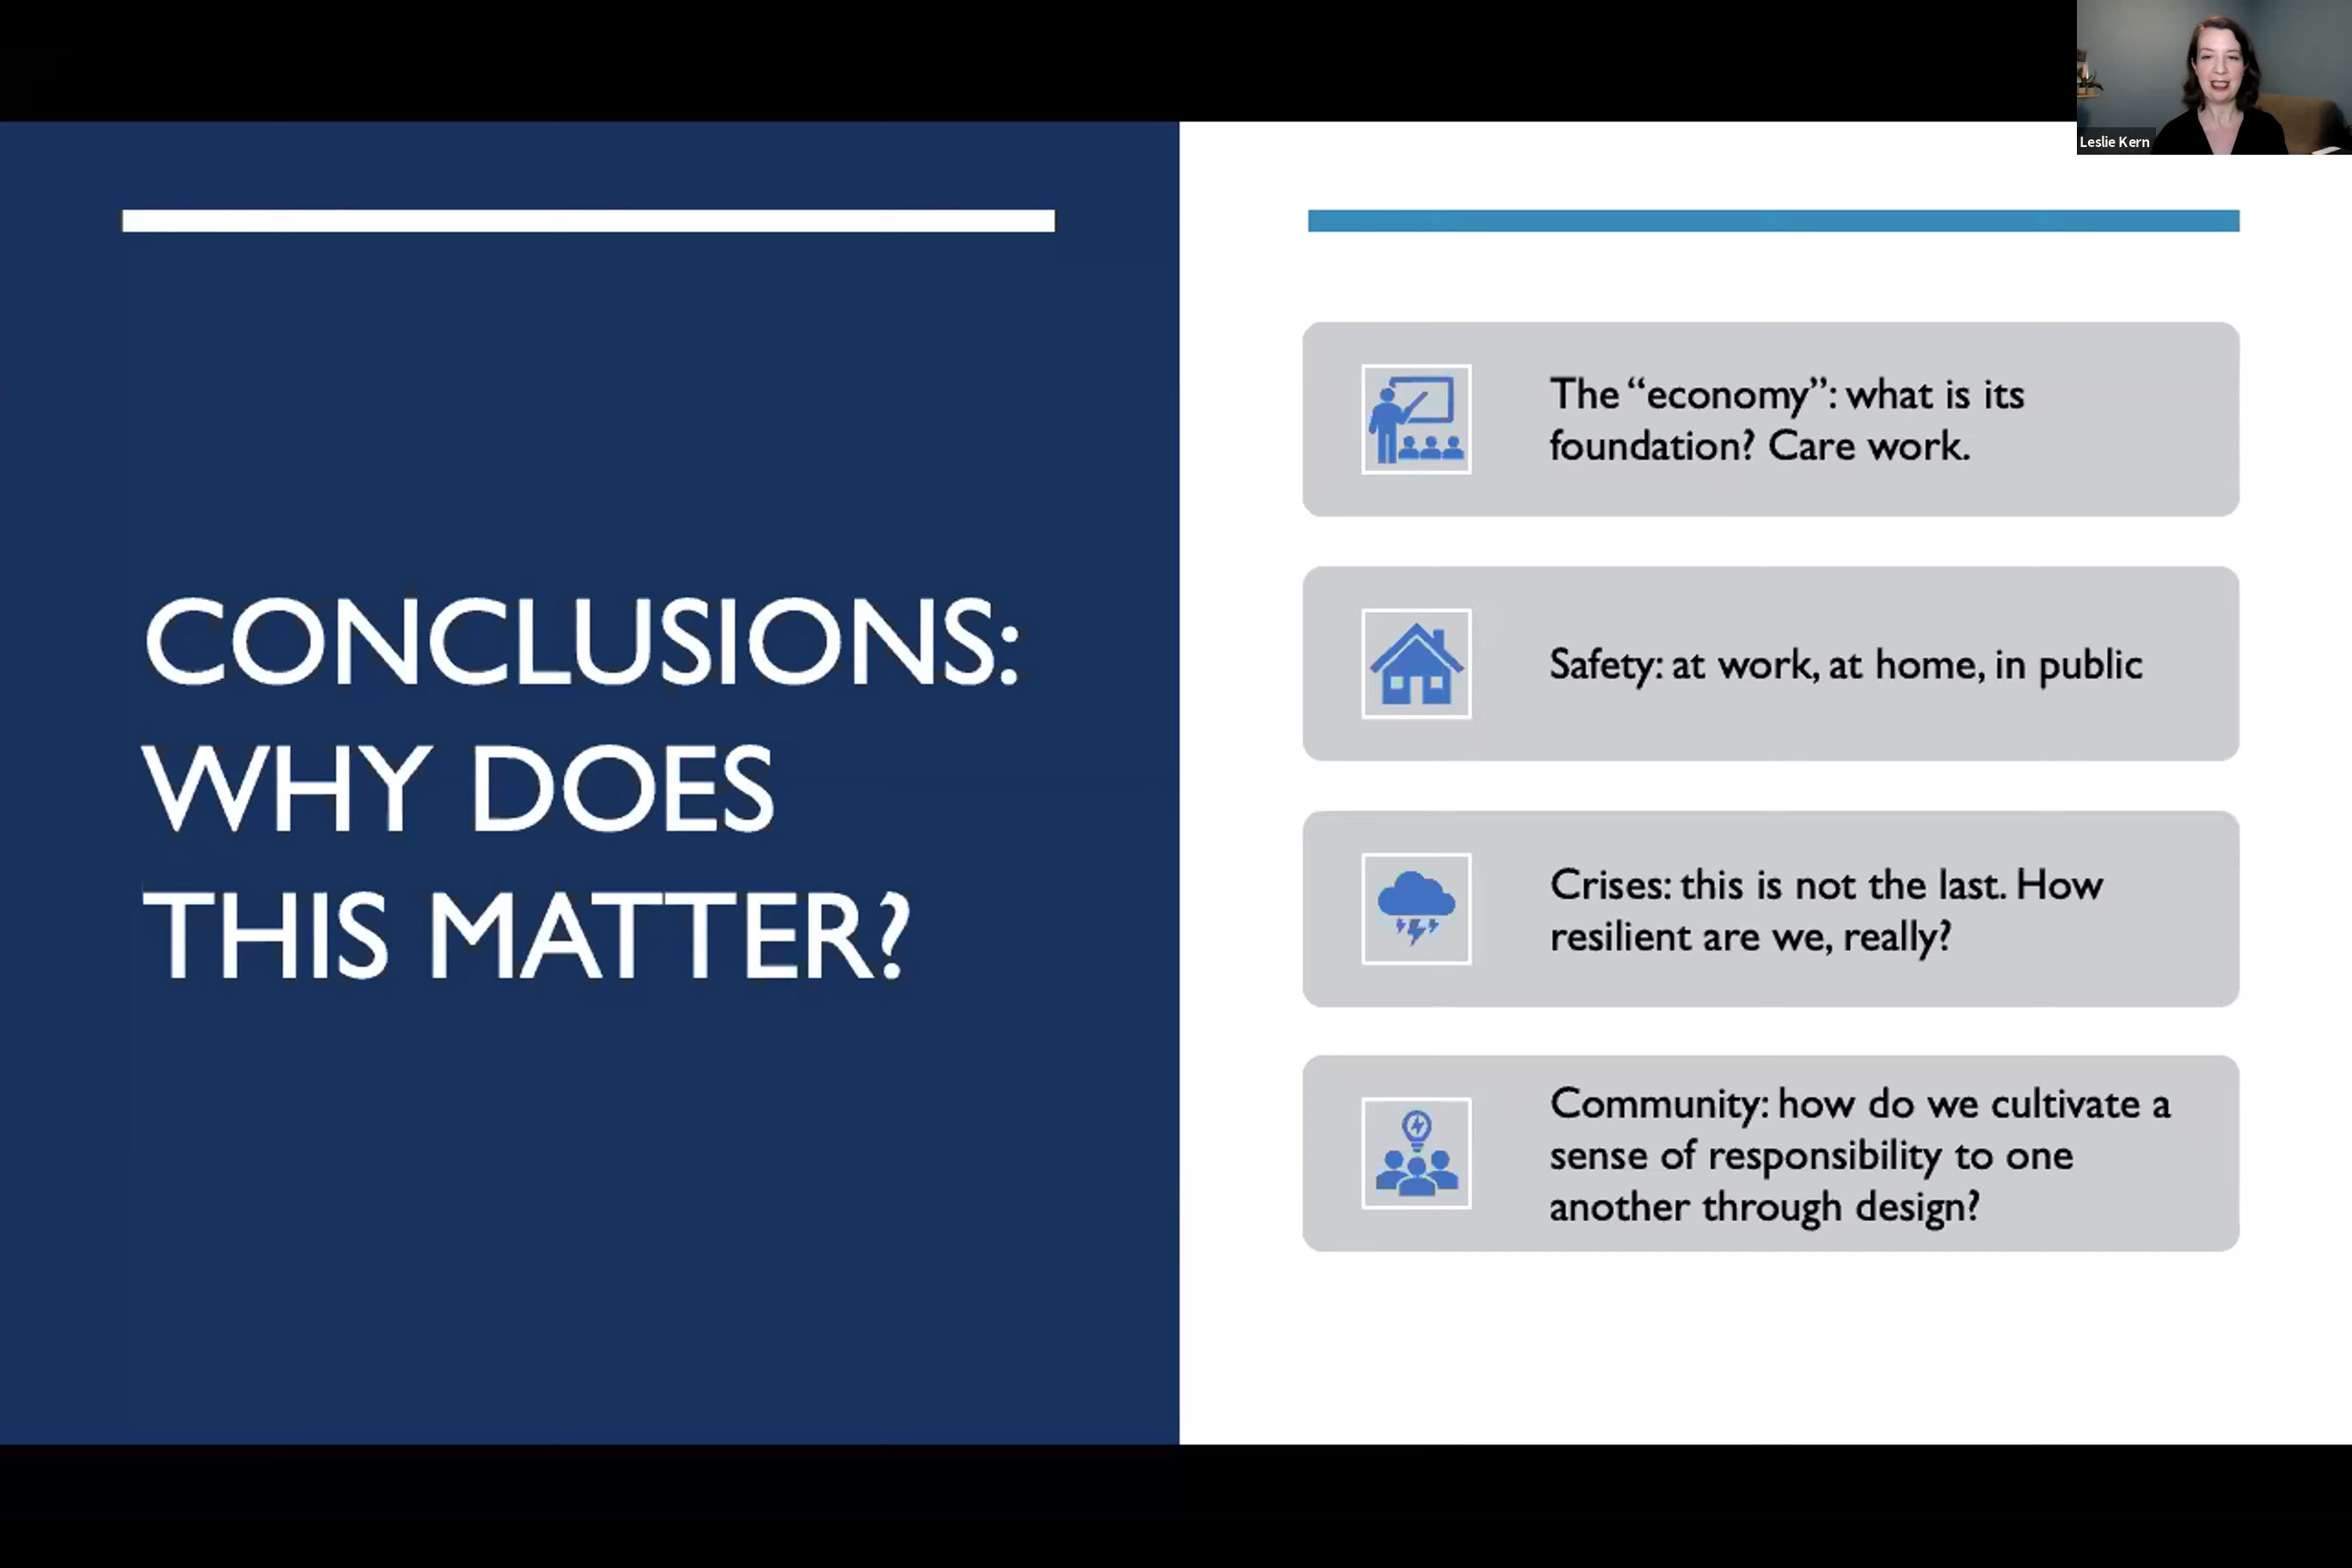 Leslie Kern
CONCLUSIONS:
WHY DOES
THIS MATTER?
The “economy”: what is its
foundation? Care work.
Safety: at work, at home, in public
Crises: this is not the last. How
resilient are we, really?
Community: how do we cultivate a
sense of responsibility to one
another through design?